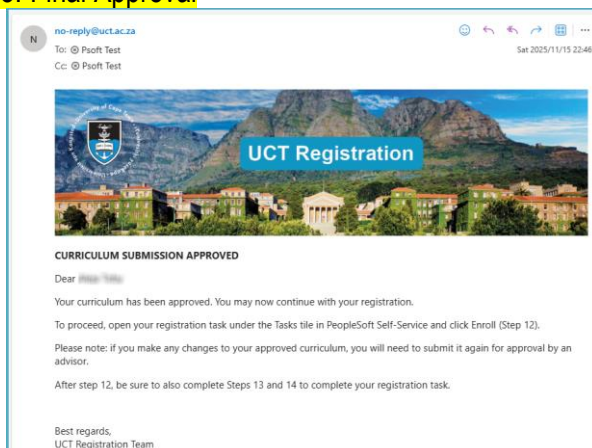 or Final Approval
N
no-reply@uct.ac.za
To: Psoft Test
Sat 2025/11/15 22:46
Cc: Psoft Test
UCT Registration
CURRICULUM SUBMISSION APPROVED
Dear
Your curriculum has been approved. You may now continue with your registration.
To proceed, open your registration task under the Tasks tile in PeopleSoft Self-Service and click Enroll (Step 12).
Please note: if you make any changes to your approved curriculum, you will need to submit it again for approval by an
advisor.
After step 12, be sure to also complete Steps 13 and 14 to complete your registration task.
Best regards,
UCT Registration Team